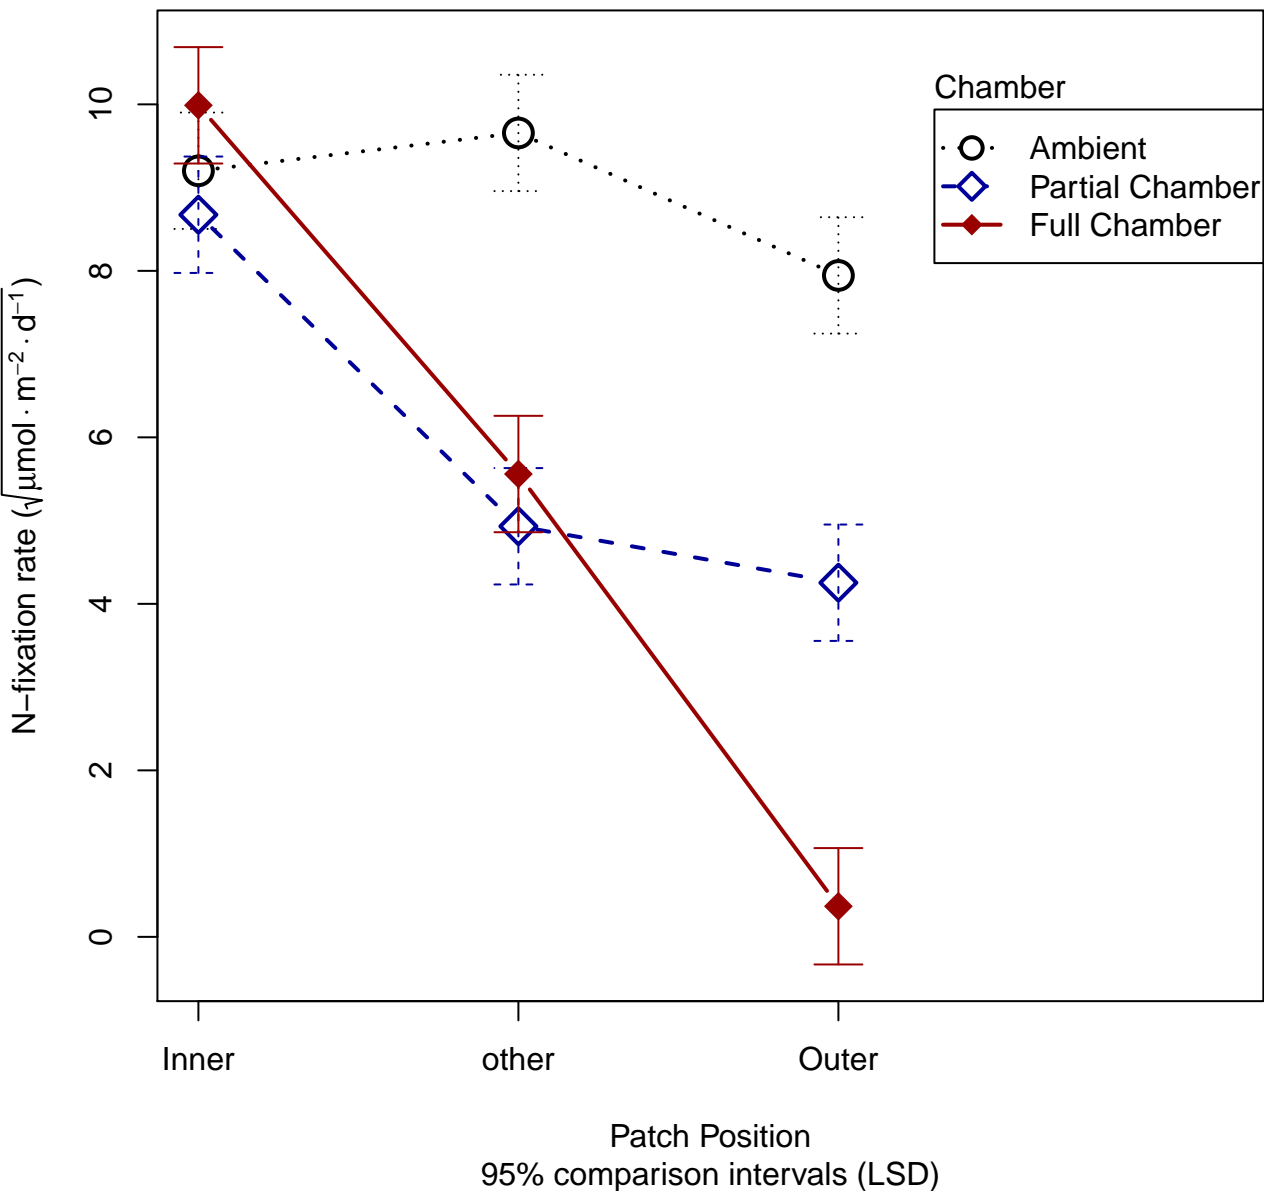 Chamber
Ambient
Partial Chamber
Full Chamber
N−fixation rate (√μmol · m⁻² · d⁻¹)
10
8
6
4
2
0
Inner other Outer
Patch Position
95% comparison intervals (LSD)